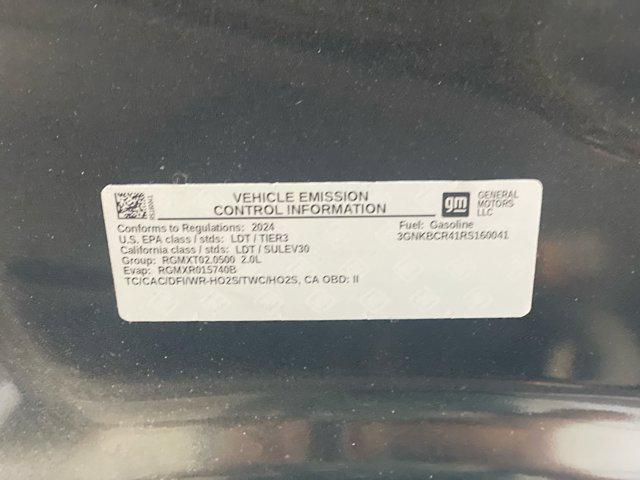 VEHICLE EMISSION
CONTROL INFORMATION
gm
GENERAL
MOTORS
LLC
Conforms to Regulations: 2024
Fuel: Gasoline
U.S. EPA class / stds: LDT / TIER3
3GNKBCR41RS160041
California class / stds: LDT / SULEV30
Group: RGMXT02.0500 2.0L
Evap: RGMXR015740B
TC/CAC/DFI/WR-HO2S/TWC/HO2S, CA OBD: II